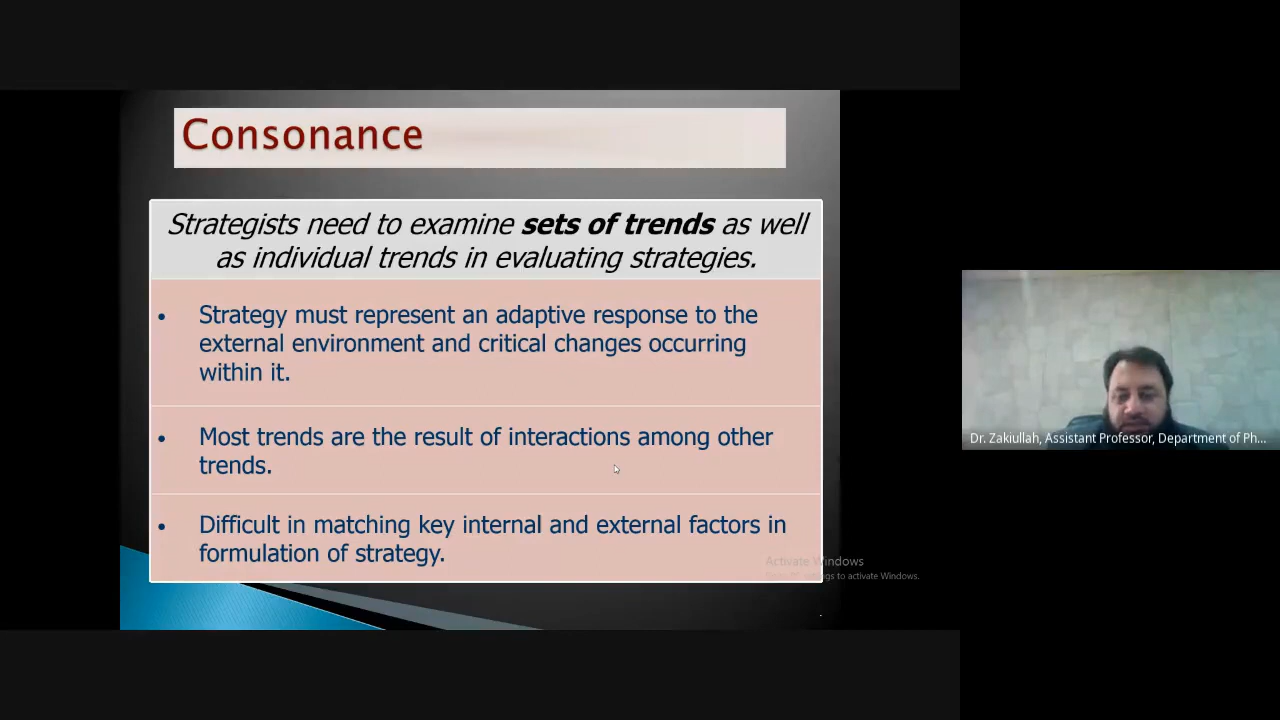 Consonance
Strategists need to examine sets of trends as well
as individual trends in evaluating strategies.
• Strategy must represent an adaptive response to the
external environment and critical changes occurring
within it.
• Most trends are the result of interactions among other
trends.
• Difficult in matching key internal and external factors in
formulation of strategy.
Activate Windows
to activate Windows.
Dr. Zakiullah, Assistant Professor, Department of Ph...